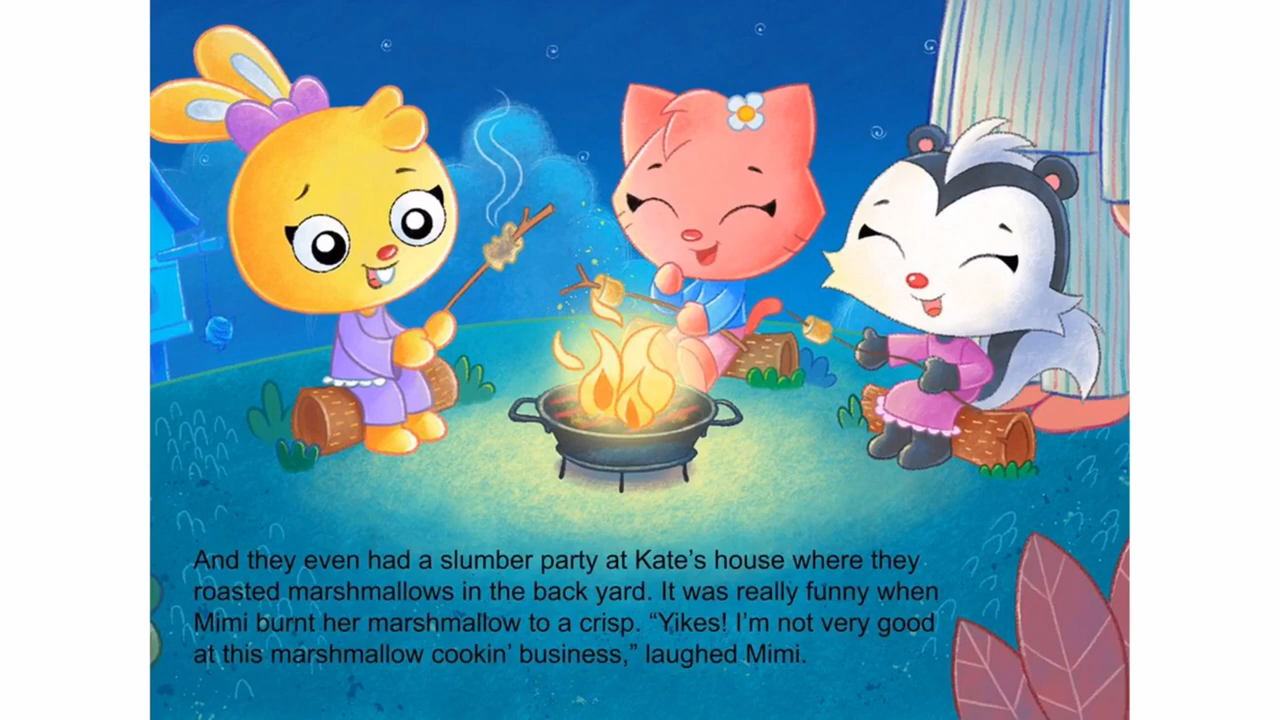 And they even had a slumber party at Kate’s house where they
roasted marshmallows in the back yard. It was really funny when
Mimi burnt her marshmallow to a crisp. “Yikes! I’m not very good
at this marshmallow cookin’ business,” laughed Mimi.